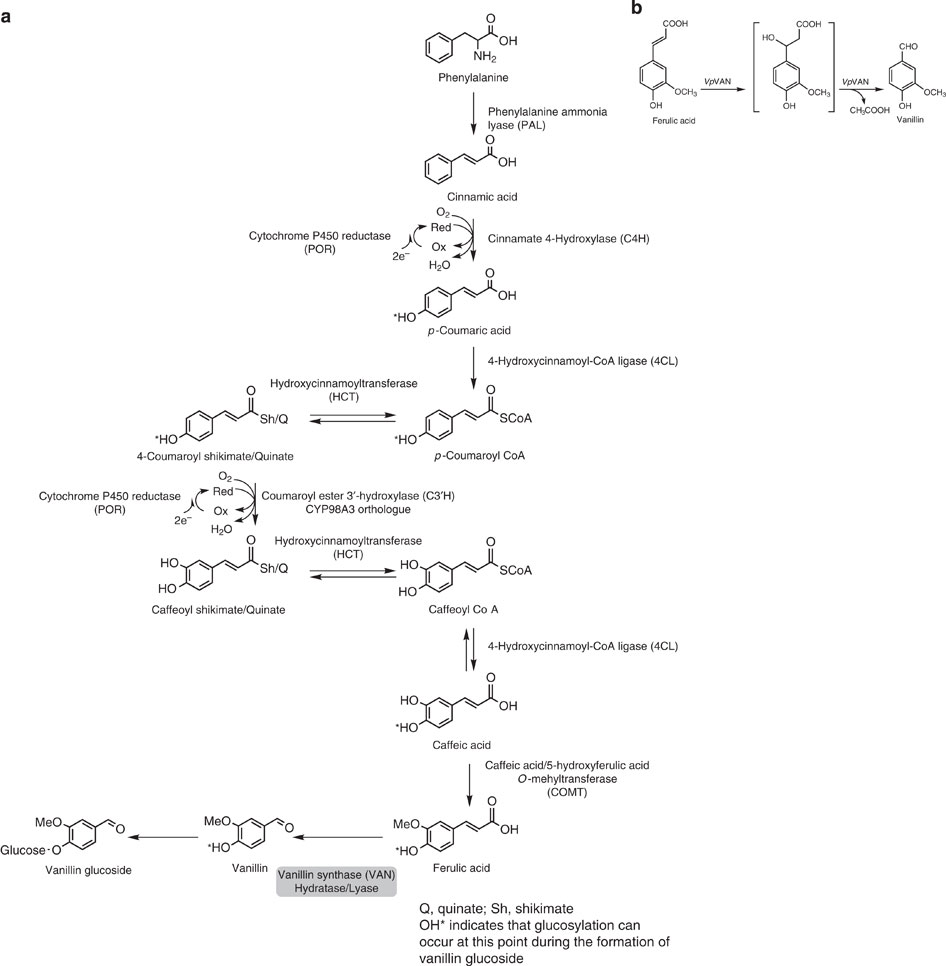 a
O
OH
NH2
Phenylalanine
Phenylalanine ammonia
lyase (PAL)
O
OH
Cinnamic acid
O2
Red
Cytochrome P450 reductase
(POR)
2e–
Ox
H2O
Cinnamate 4-Hydroxylase (C4H)
O
OH
*HO
p-Coumaric acid
4-Hydroxycinnamoyl-CoA ligase (4CL)
Hydroxycinnamoyltransferase
(HCT)
O
Sh/Q
*HO
4-Coumaroyl shikimate/Quinate
O
SCoA
*HO
p-Coumaroyl CoA
O2
Red
Cytochrome P450 reductase
(POR)
2e–
Ox
H2O
Coumaroyl ester 3′-hydroxylase (C3′H)
CYP98A3 orthologue
Hydroxycinnamoyltransferase
(HCT)
O
HO
Sh/Q
HO
Caffeoyl shikimate/Quinate
O
HO
SCoA
HO
Caffeoyl Co A
4-Hydroxycinnamoyl-CoA ligase (4CL)
O
HO
OH
*HO
Caffeic acid
Caffeic acid/5-hydroxyferulic acid
O-mehyltransferase
(COMT)
O
MeO
OH
*HO
Ferulic acid
Vanillin synthase (VAN)
Hydratase/Lyase
MeO
O
*HO
Vanillin
MeO
O
Glucose-O
Vanillin glucoside
Q, quinate; Sh, shikimate
OH* indicates that glucosylation can
occur at this point during the formation of
vanillin glucoside
b
COOH
OCH3
OH
Ferulic acid
VpVAN
COOH
HO
OCH3
OH
VpVAN
CH3COOH
CHO
OCH3
OH
Vanillin